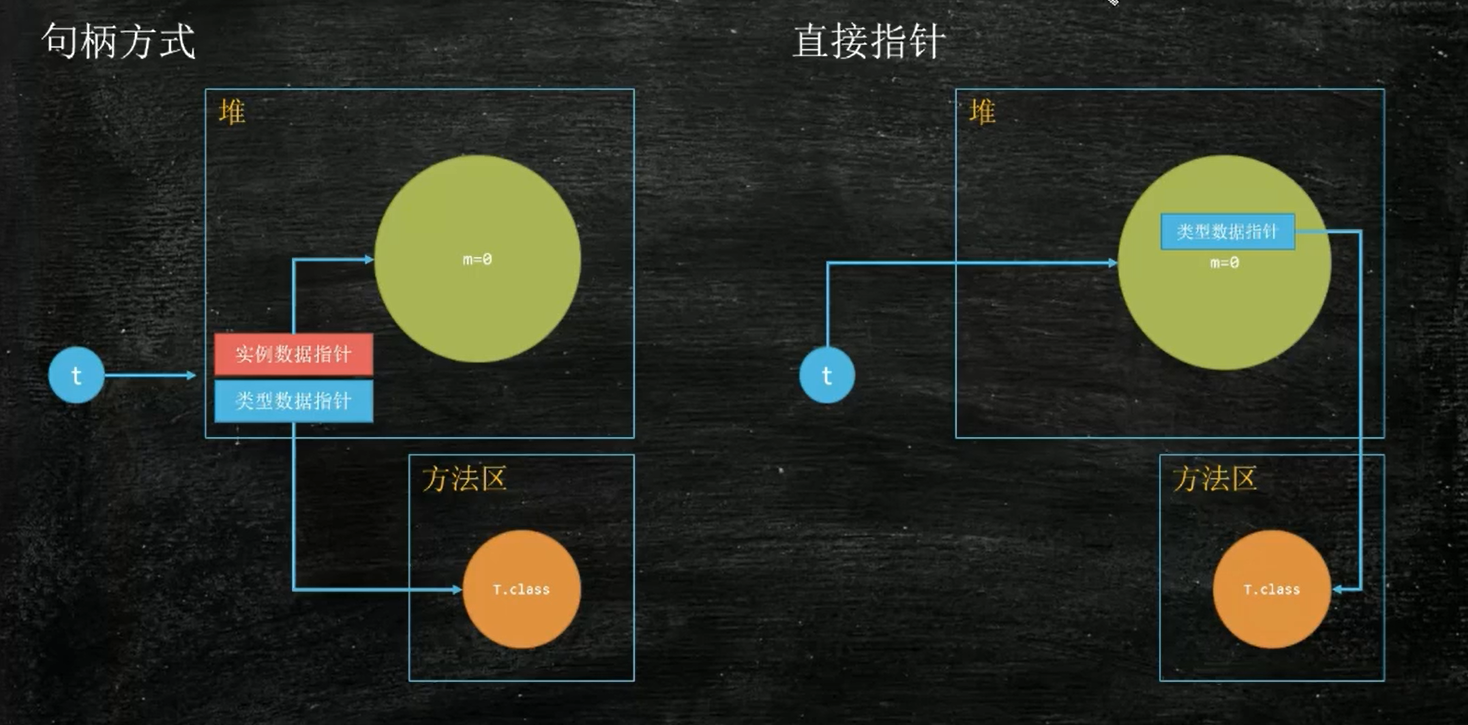 句柄方式
堆
m=0
实例数据指针
t
类型数据指针
方法区
T.class
直接指针
堆
类型数据指针
m=0
t
方法区
T.class